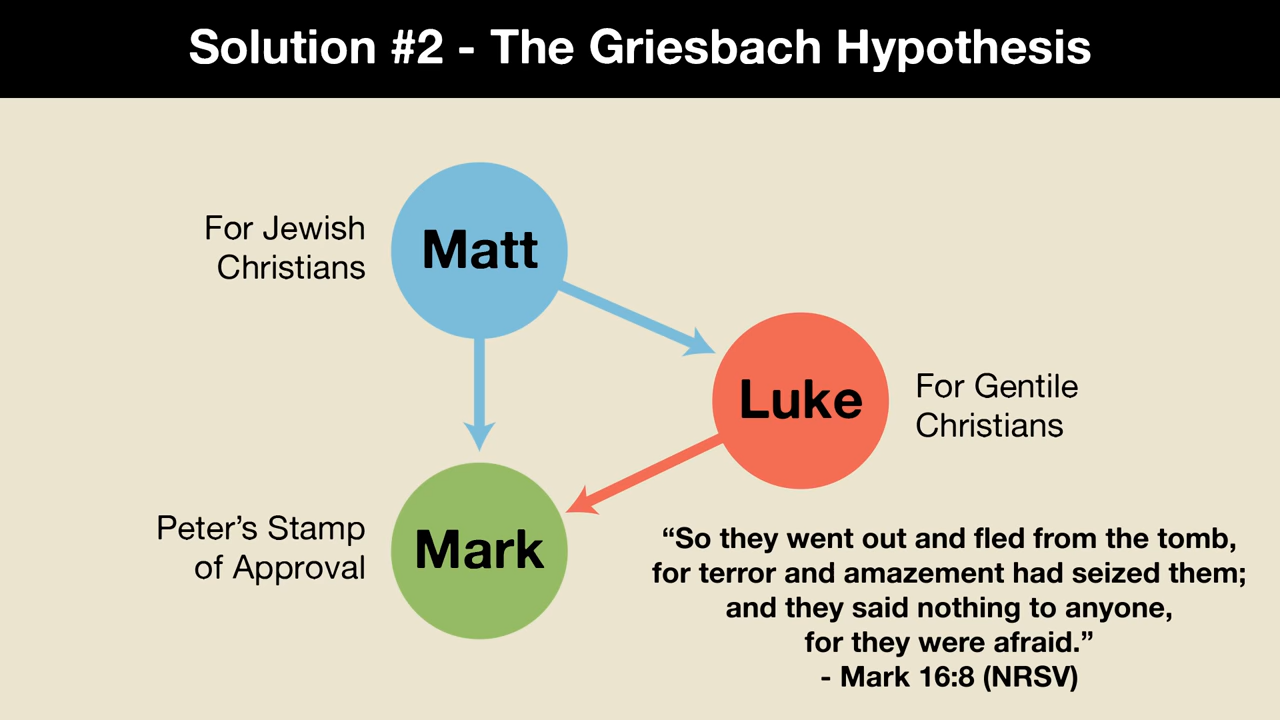 Solution #2 - The Griesbach Hypothesis
For Jewish
Christians
Matt
Luke
For Gentile
Christians
Peter’s Stamp
of Approval
Mark
“So they went out and fled from the tomb,
for terror and amazement had seized them;
and they said nothing to anyone,
for they were afraid.”
- Mark 16:8 (NRSV)